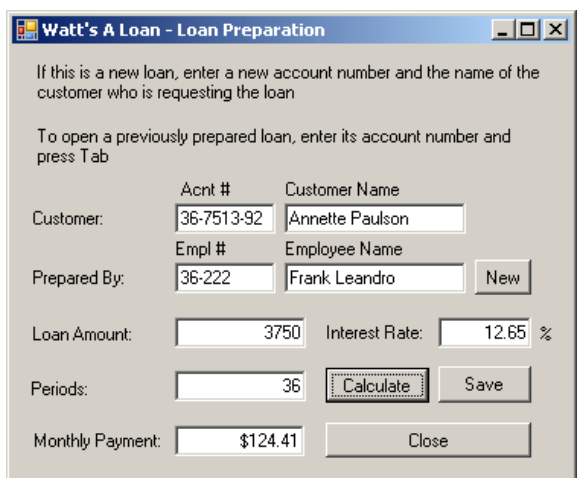 Watt's A Loan - Loan Preparation
If this is a new loan, enter a new account number and the name of the
customer who is requesting the loan
To open a previously prepared loan, enter its account number and
press Tab
Acnt # Customer Name
Customer: 36-7513-92 Annette Paulson
Empl # Employee Name
Prepared By: 36-222 Frank Leandro New
Loan Amount: 3750 Interest Rate: 12.65 %
Periods: 36 Calculate Save
Monthly Payment: $124.41 Close